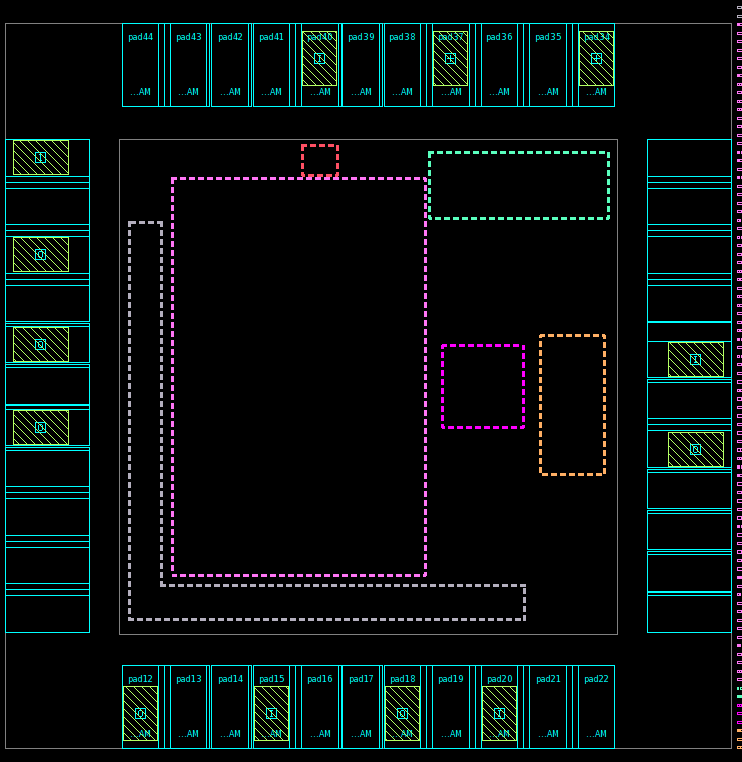 pad44 pad43 pad42 pad41 pad40 pad39 pad38 pad37 pad36 pad35 pad34
I + +
...AM ...AM ...AM ...AM ...AM ...AM ...AM ...AM ...AM ...AM ...AM
I
O
I
O
pad12 pad13 pad14 pad15 pad16 pad17 pad18 pad19 pad20 pad21 pad22
O I O I
...AM ...AM ...AM ...AM ...AM ...AM ...AM ...AM ...AM ...AM ...AM